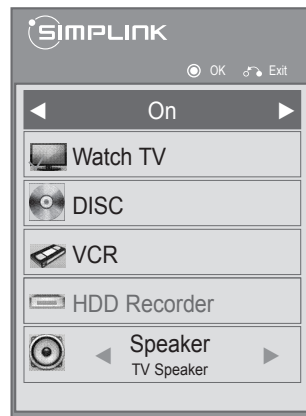 SIMPLINK
OK Exit
On
Watch TV
DISC
VCR
HDD Recorder
Speaker
TV Speaker